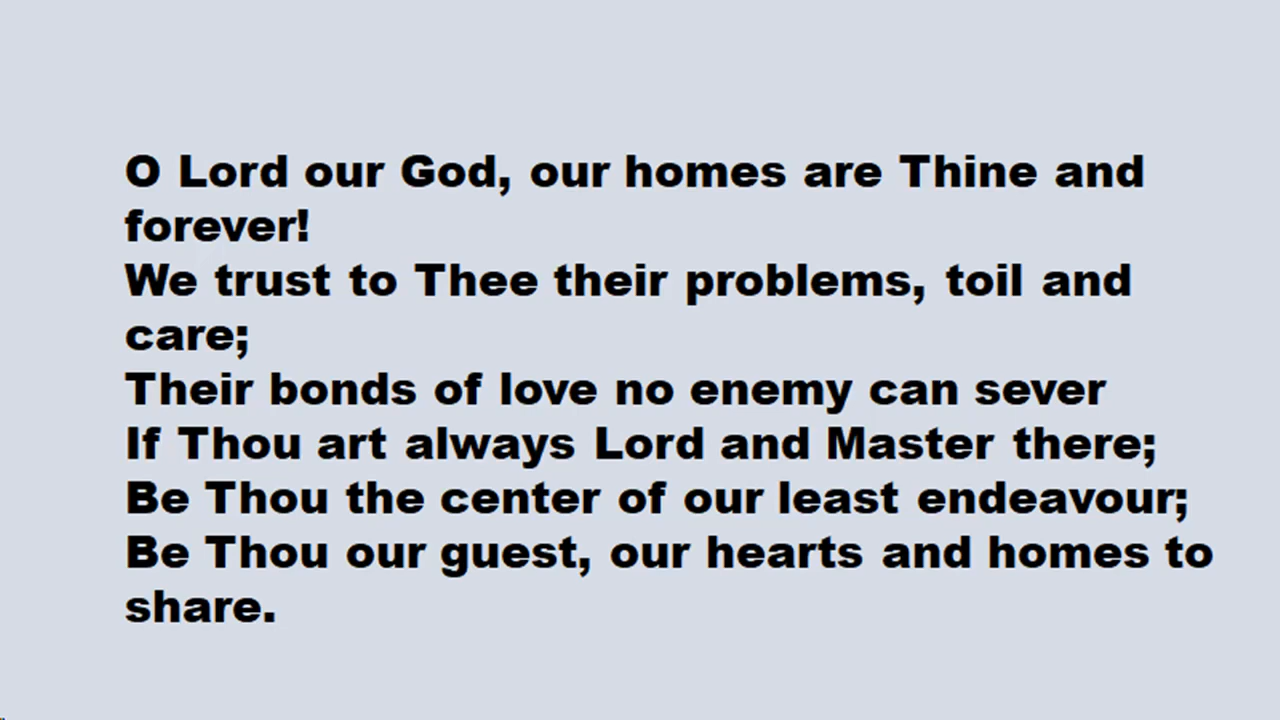 O Lord our God, our homes are Thine and
forever!
We trust to Thee their problems, toil and
care;
Their bonds of love no enemy can sever
If Thou art always Lord and Master there;
Be Thou the center of our least endeavour;
Be Thou our guest, our hearts and homes to
share.